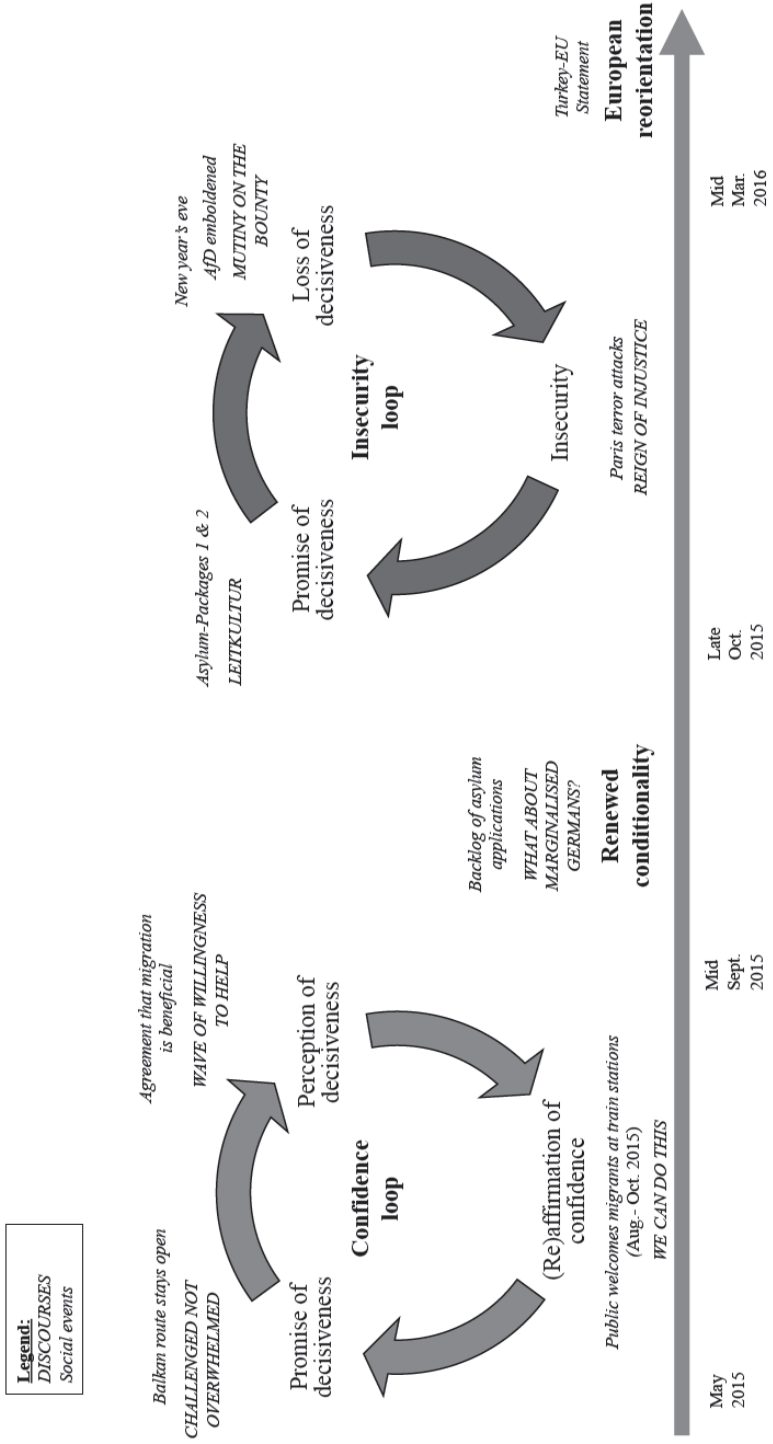 Legend:
DISCOURSES
Social events
Balkan route stays open
CHALLENGED NOT
OVERWHELMED
Promise of
decisiveness
Agreement that migration
is beneficial
WAVE OF WILLINGNESS
TO HELP
Perception of
decisiveness
Confidence
loop
(Re)affirmation of
confidence
Public welcomes migrants at train stations
(Aug.- Oct. 2015)
WE CAN DO THIS
Backlog of asylum
applications
WHAT ABOUT
MARGINALISED
GERMANS?
Renewed
conditionality
Asylum-Packages 1 & 2
LEITKULTUR
Promise of
decisiveness
New year's eve
AfD emboldened
MUTINY ON THE
BOUNTY
Loss of
decisiveness
Insecurity
loop
Insecurity
Paris terror attacks
REIGN OF INJUSTICE
Turkey-EU
Statement
European
reorientation
May
2015
Mid
Sept.
2015
Late
Oct.
2015
Mid
Mar.
2016